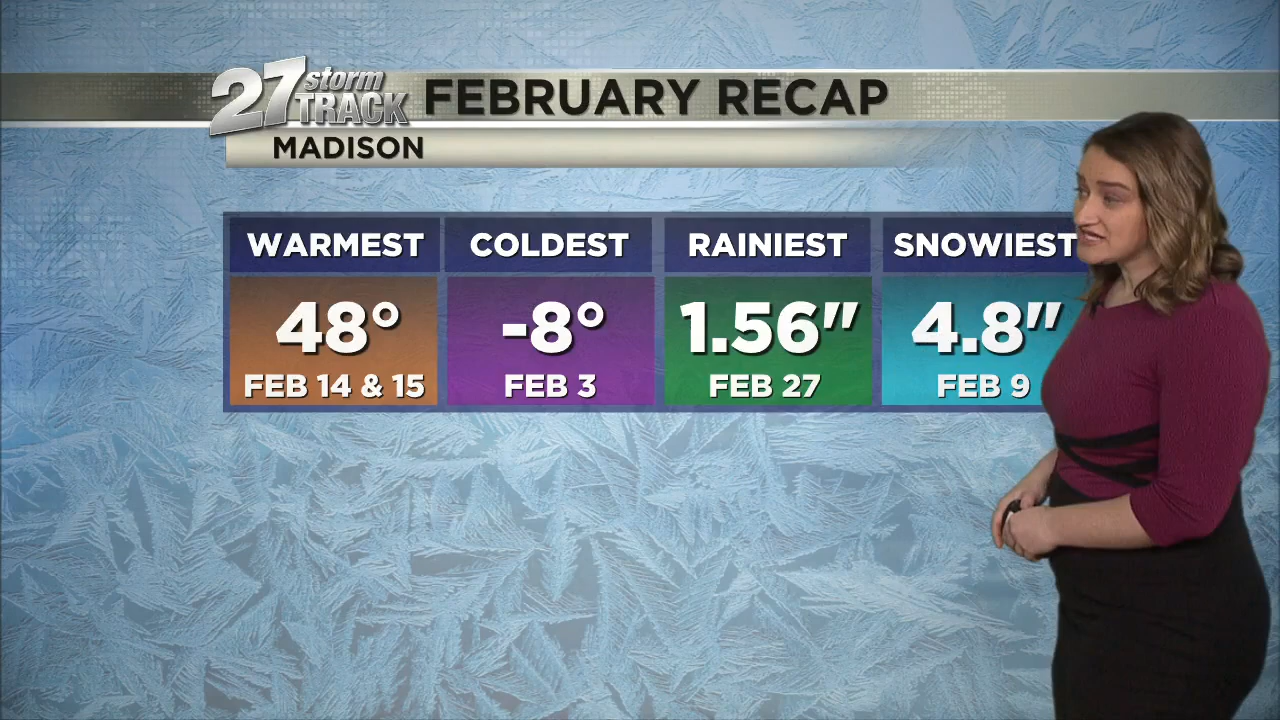 27 storm TRACK
FEBRUARY RECAP
MADISON
WARMEST COLDEST RAINIEST SNOWIEST
48° -8° 1.56" 4.8"
FEB 14 & 15 FEB 3 FEB 27 FEB 9